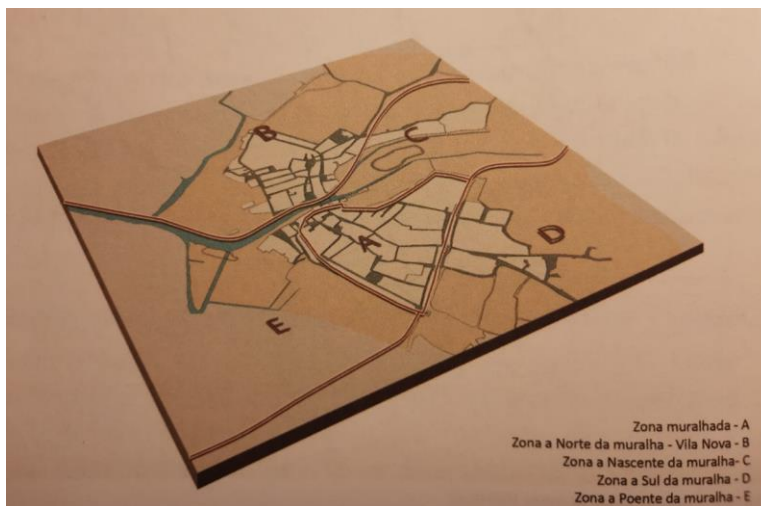 B
C
A
D
E
Zona muralhada - A
Zona a Norte da muralha - Vila Nova - B
Zona a Nascente da muralha- C
Zona a Sul da muralha - D
Zona a Poente da muralha - E